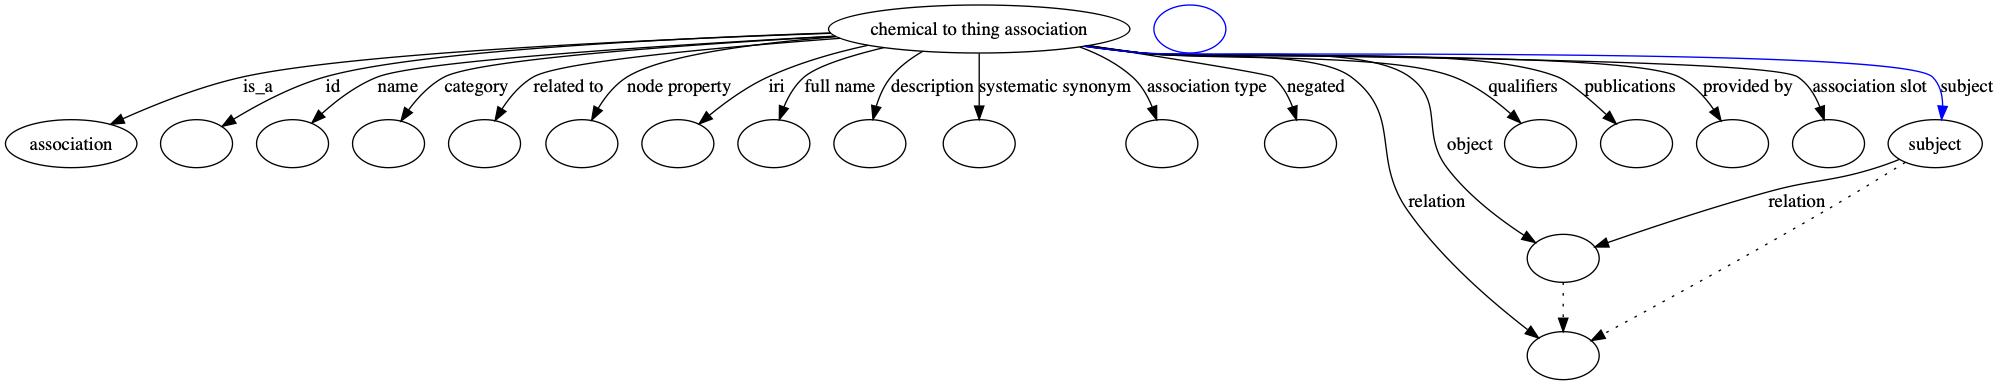 chemical to thing association
is_a
id
name
category
related to
node property
iri
full name
description
systematic synonym
association type
negated
qualifiers
publications
provided by
association slot
subject
association
object
subject
relation
relation